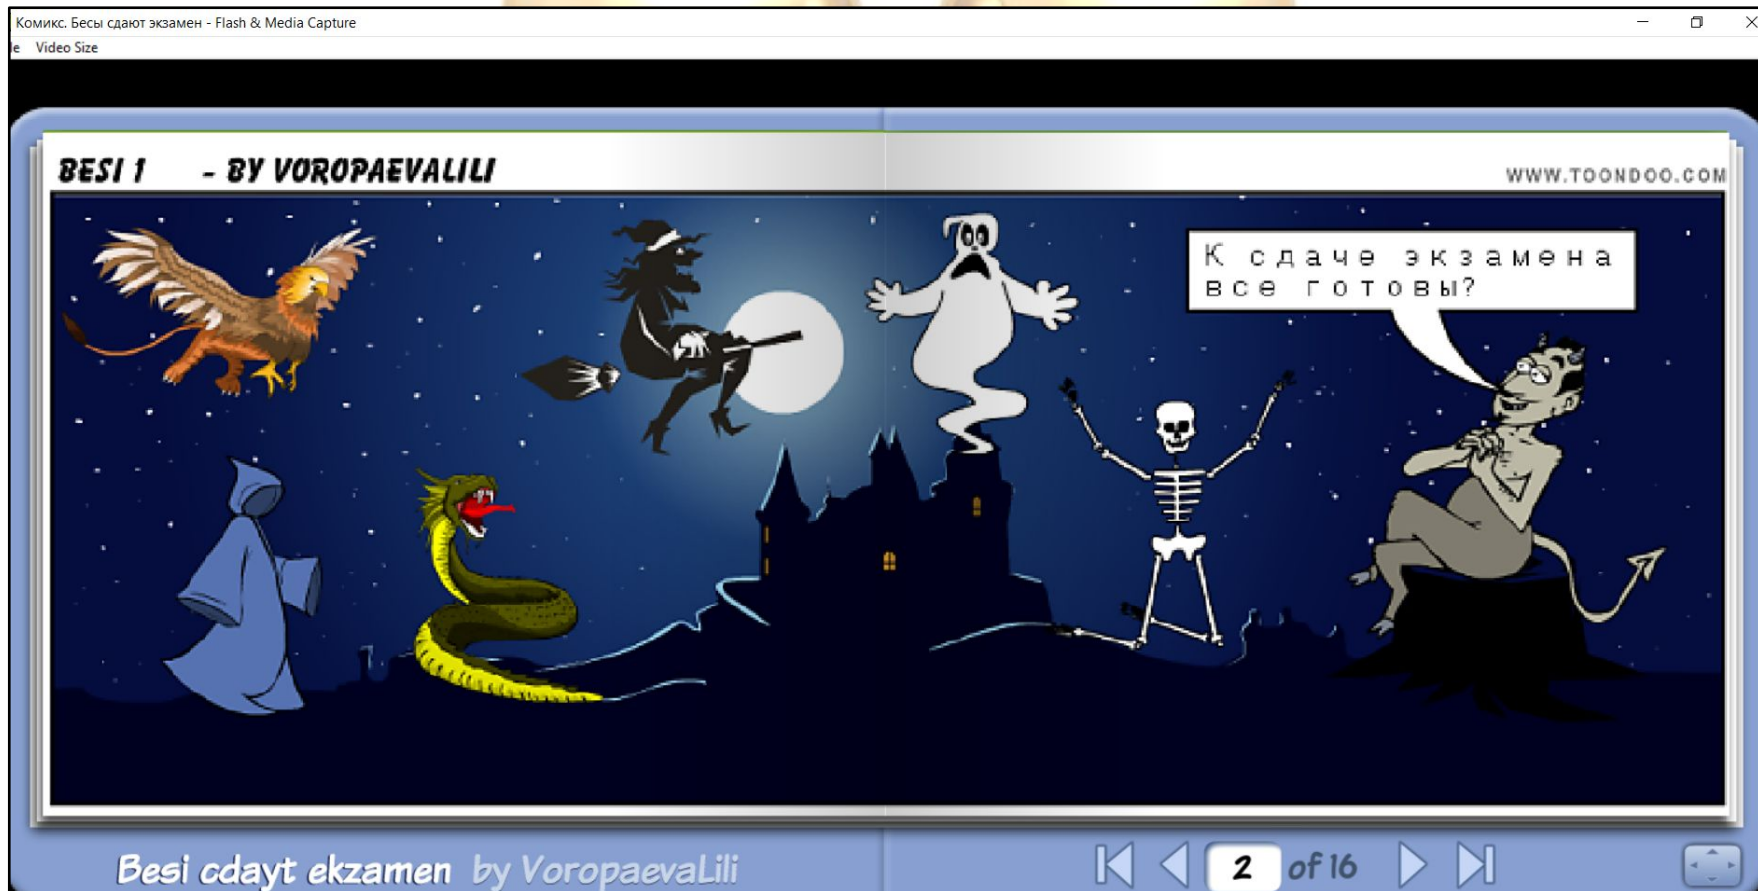 Комикс. Бесы сдают экзамен - Flash & Media Capture
le Video Size
BESI 1 - BY VOROPAEVALILI
WWW.TOONDOO.COM
К сдаче экзамена
все готовы?
Besi cdayt ekzamen by VoropaevaLili
2 of 16